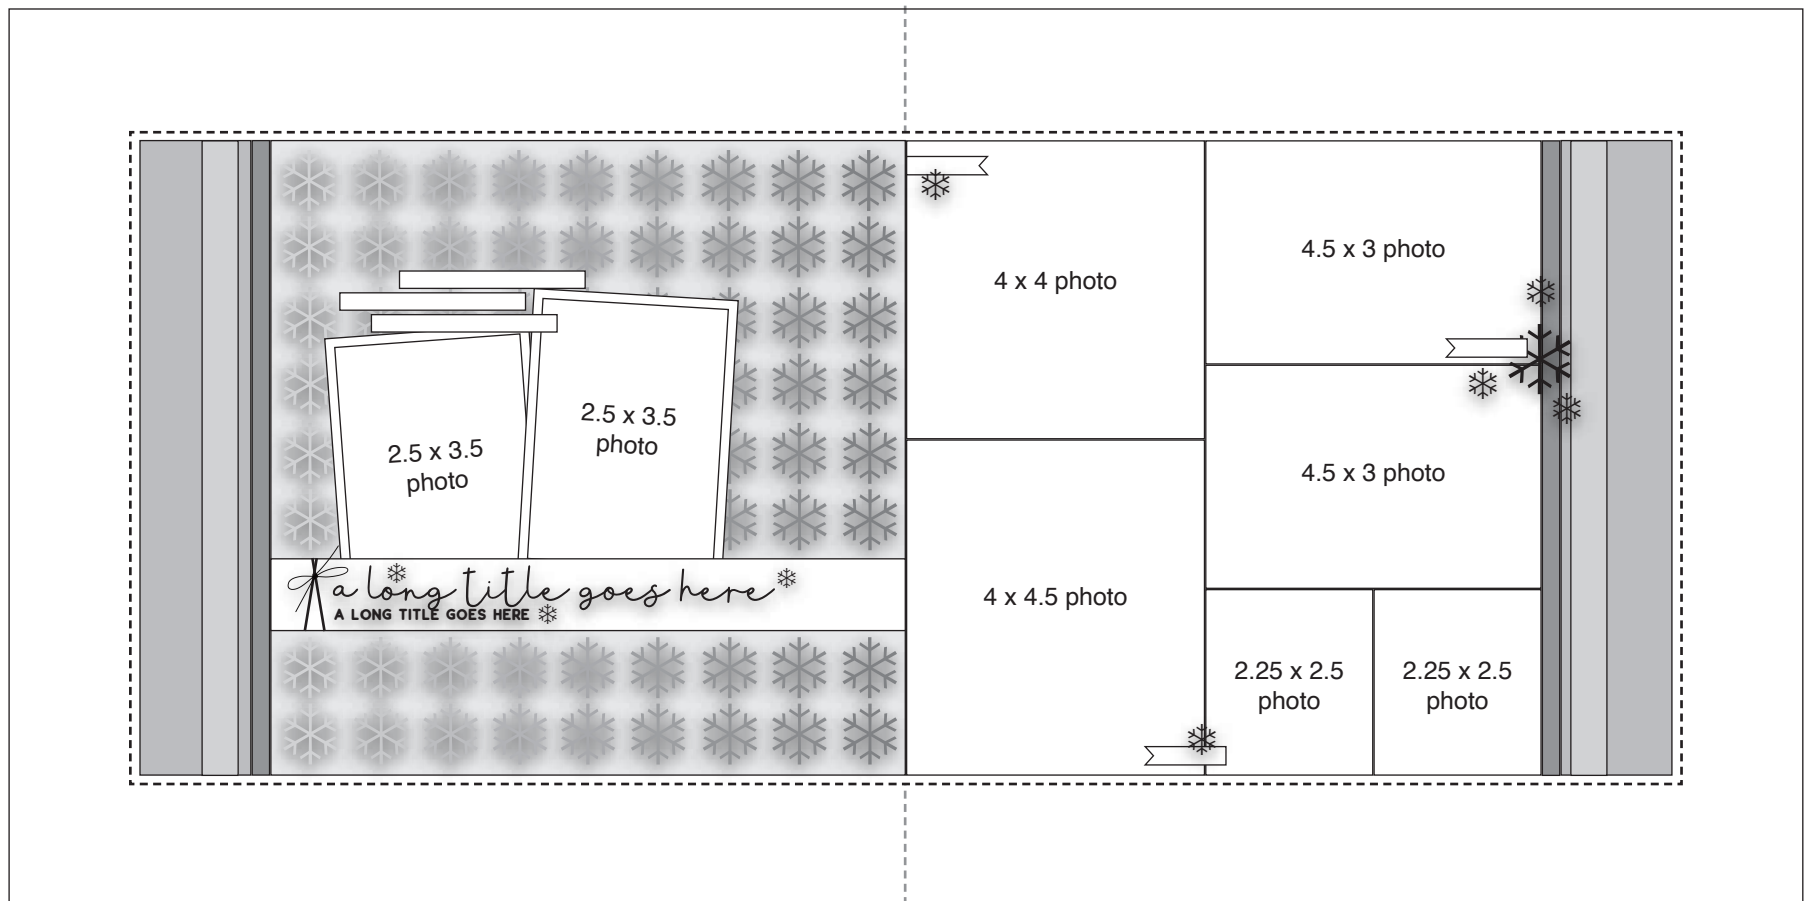 2.5 x 3.5
photo
2.5 x 3.5
photo
a long title goes here
A LONG TITLE GOES HERE
4 x 4 photo
4 x 4.5 photo
4.5 x 3 photo
4.5 x 3 photo
2.25 x 2.5
photo
2.25 x 2.5
photo